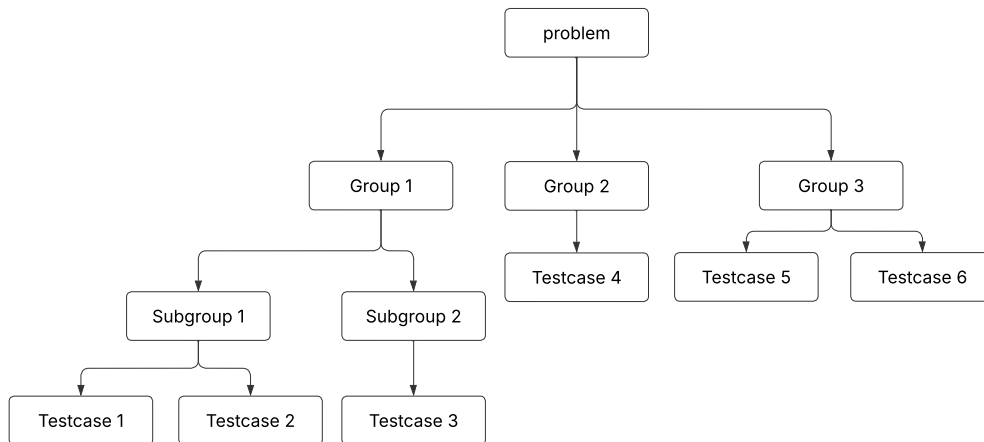 problem
Group 1
Group 2
Group 3
Testcase 4
Testcase 5
Testcase 6
Subgroup 1
Subgroup 2
Testcase 1
Testcase 2
Testcase 3